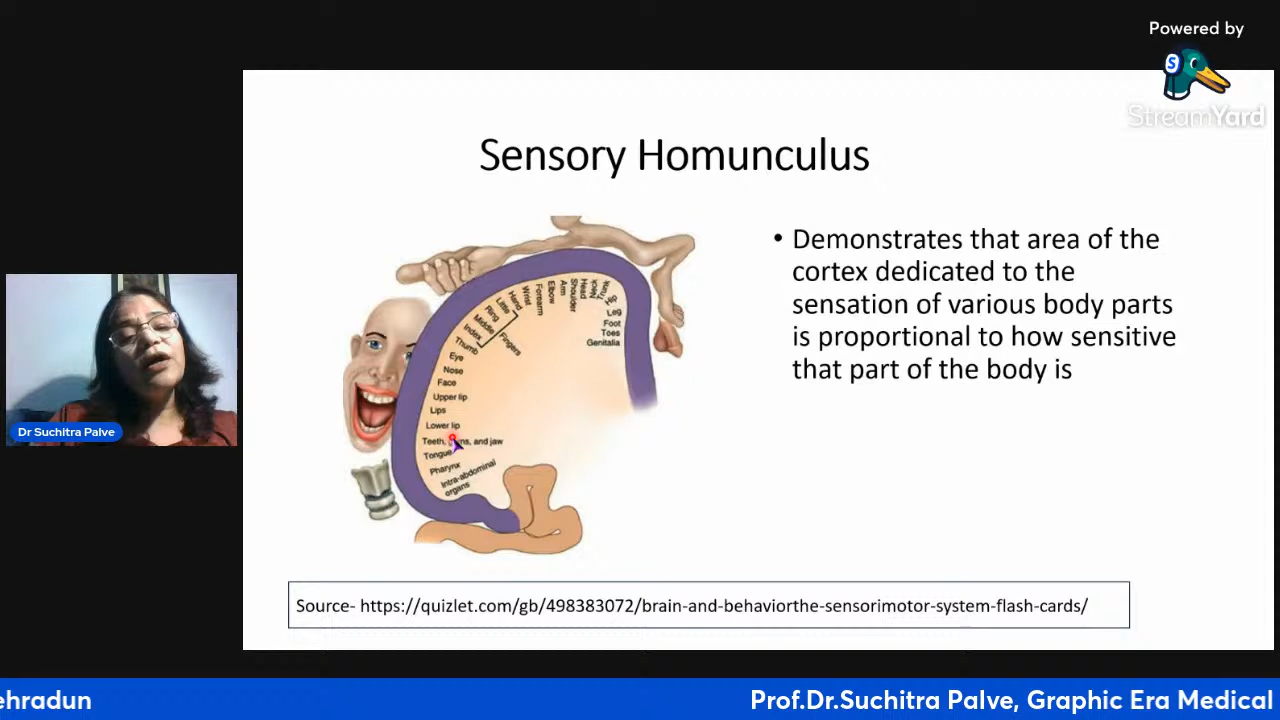 Powered by
S
StreamYard
Sensory Homunculus
• Demonstrates that area of the
cortex dedicated to the
sensation of various body parts
is proportional to how sensitive
that part of the body is
Genitalia
Toes
Foot
Leg
Hip
Trunk
Neck
Head
Shoulder
Arm
Elbow
Forearm
Wrist
Hand
Little
Ring
Middle
Index
Thumb
Fingers
Eye
Nose
Face
Upper lip
Lips
Lower lip
Teeth, and jaw
Tongue
Pharynx
Intra-abdominal
organs
Dr Suchitra Palve
Source- https://quizlet.com/gb/498383072/brain-and-behaviorthe-sensorimotor-system-flash-cards/
ehradun
Prof.Dr.Suchitra Palve, Graphic Era Medical